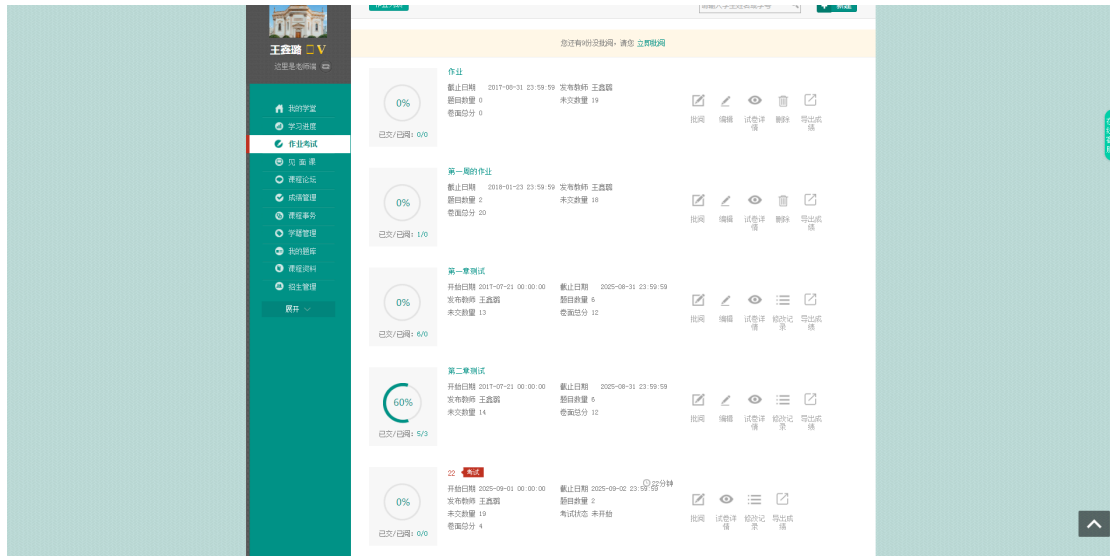 王鑫璐 V
我的学堂
学习进度
作业考试
见面课
课程论坛
成绩管理
课程事务
学籍管理
我的题库
课程资料
招生管理
展开
您还有9份没批阅，请您 立即批阅
作业
截止日期 2017-08-31 23:59:59 发布教师 王鑫璐
题目数量 0 未交数量 19
卷面总分 0
0%
已交/已阅: 0/0
批阅 编辑 试卷详情 删除 导出成绩
第一周的作业
截止日期 2018-01-23 23:59:59 发布教师 王鑫璐
题目数量 2 未交数量 18
卷面总分 20
0%
已交/已阅: 1/0
批阅 编辑 试卷详情 删除 导出成绩
第一章测试
开始日期 2017-07-21 00:00:00 截止日期 2025-08-31 23:59:59
发布教师 王鑫璐 题目数量 6
未交数量 13 卷面总分 12
0%
已交/已阅: 6/0
批阅 编辑 试卷详情 修改记录 导出成绩
第二章测试
开始日期 2017-07-21 00:00:00 截止日期 2025-08-31 23:59:59
发布教师 王鑫璐 题目数量 6
未交数量 14 卷面总分 12
60%
已交/已阅: 5/3
批阅 编辑 试卷详情 修改记录 导出成绩
22 考试
22分钟
开始日期 2025-09-01 00:00:00 截止日期 2025-09-02 23:59:59
发布教师 王鑫璐 题目数量 2
未交数量 19 考试状态 未开始
卷面总分 4
0%
已交/已阅: 0/0
批阅 试卷详情 修改记录 导出成绩